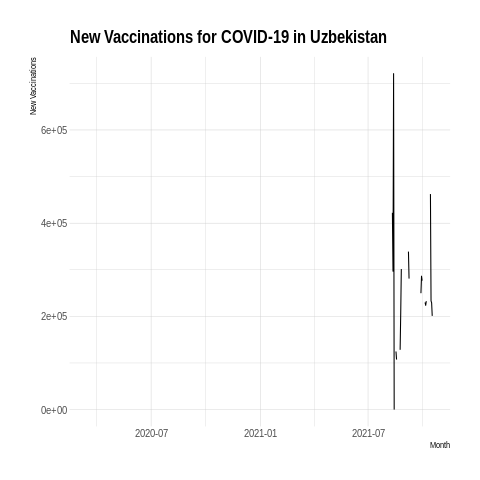 New Vaccinations for COVID-19 in Uzbekistan
New Vaccinations
6e+05
4e+05
2e+05
0e+00
2020-07
2021-01
2021-07
Month